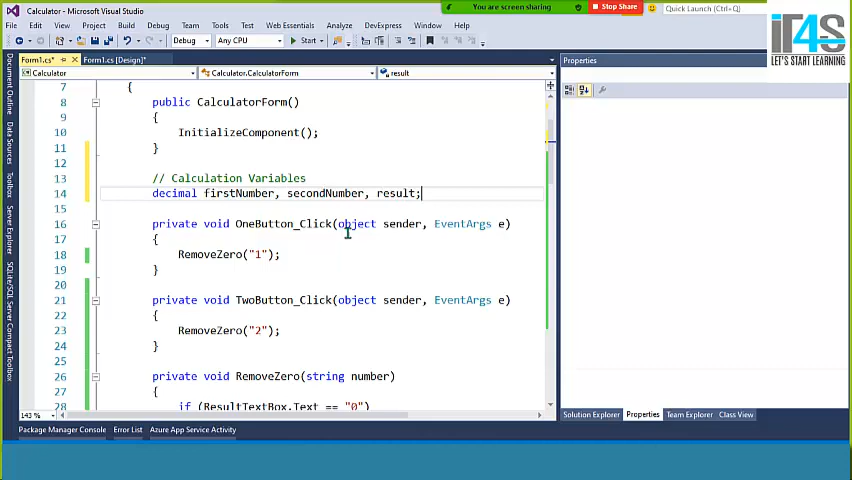 Calculator - Microsoft Visual Studio
You are screen sharing
Stop Share
Quick Launch (Ctrl+Q)
File Edit View Project Build Debug Team Tools Test Web Essentials Analyze DevExpress Window Help
Debug Any CPU Start
Form1.cs* Form1.cs [Design]*
Calculator Calculator.CalculatorForm result
Properties
IT4S
LET'S START LEARNING
Document Outline
Data Sources
Toolbox
Server Explorer
SQLite/SQL Server Compact Toolbox
7 {
8 public CalculatorForm()
9 {
10 InitializeComponent();
11 }
12
13 // Calculation Variables
14 decimal firstNumber, secondNumber, result;
15
16 private void OneButton_Click(object sender, EventArgs e)
17 {
18 RemoveZero("1");
19 }
20
21 private void TwoButton_Click(object sender, EventArgs e)
22 {
23 RemoveZero("2");
24 }
25
26 private void RemoveZero(string number)
27 {
28 if (ResultTextBox.Text == "0")
143 %
Solution Explorer Properties Team Explorer Class View
Package Manager Console Error List Azure App Service Activity